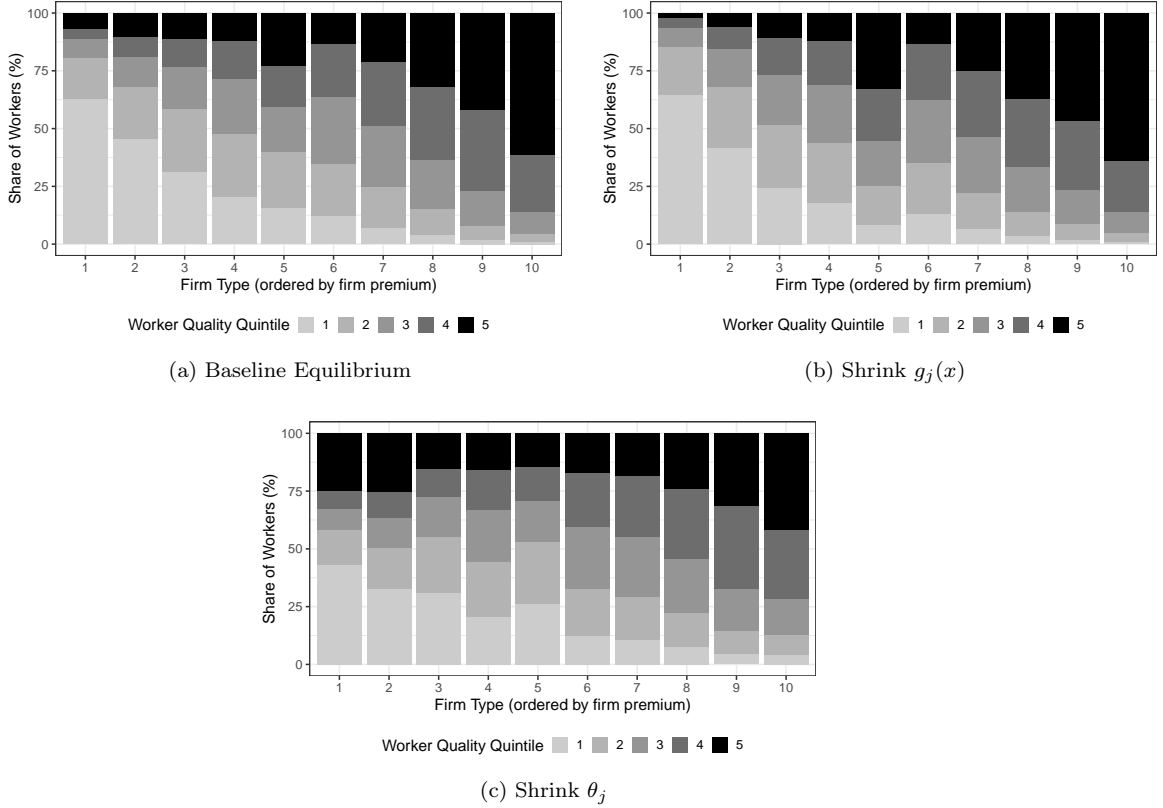 100
75
50
25
0
Share of Workers (%)
1 2 3 4 5 6 7 8 9 10
Firm Type (ordered by firm premium)
Worker Quality Quintile 1 2 3 4 5
(a) Baseline Equilibrium
100
75
50
25
0
Share of Workers (%)
1 2 3 4 5 6 7 8 9 10
Firm Type (ordered by firm premium)
Worker Quality Quintile 1 2 3 4 5
(b) Shrink g_j(x)
100
75
50
25
0
Share of Workers (%)
1 2 3 4 5 6 7 8 9 10
Firm Type (ordered by firm premium)
Worker Quality Quintile 1 2 3 4 5
(c) Shrink θ_j